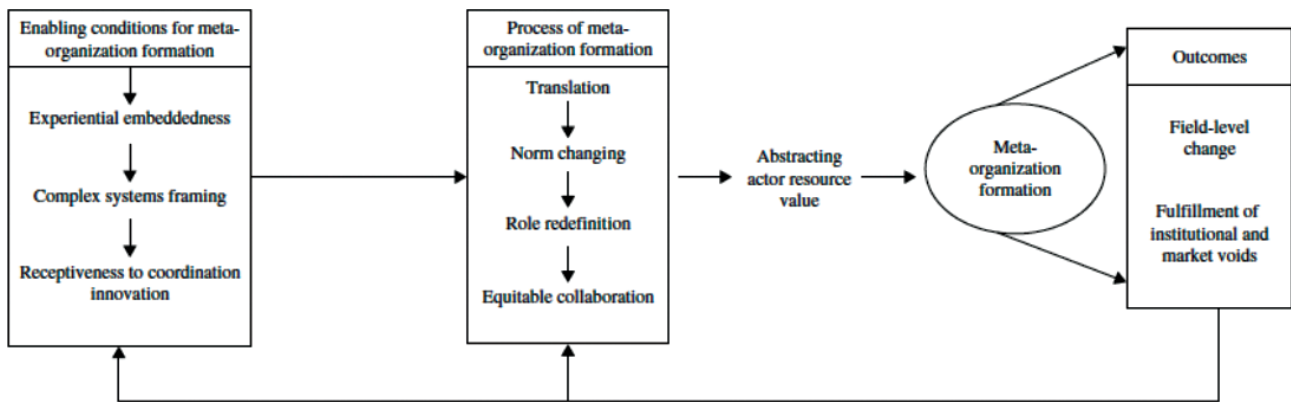 Enabling conditions for meta-
organization formation
Experiential embeddedness
Complex systems framing
Receptiveness to coordination
innovation
Process of meta-
organization formation
Translation
Norm changing
Role redefinition
Equitable collaboration
Abstracting
actor resource
value
Meta-
organization
formation
Outcomes
Field-level
change
Fulfillment of
institutional and
market voids